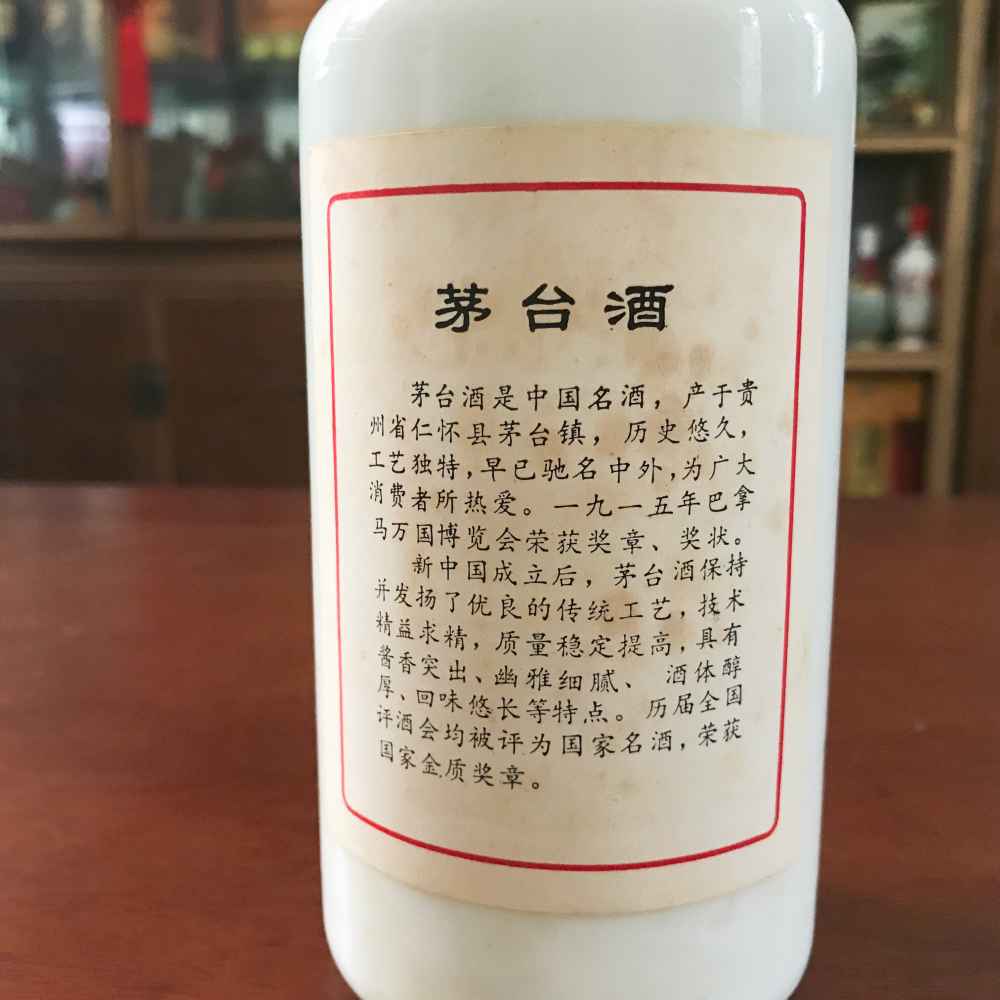 茅台酒
茅台酒是中国名酒，产于贵
州省仁怀县茅台镇，历史悠久，
工艺独特，早已驰名中外，为广大
消费者所热爱。一九一五年巴拿
马万国博览会荣获奖章、奖状。
新中国成立后，茅台酒保持
并发扬了优良的传统工艺，技术
精益求精，质量稳定提高，具有
酱香突出、幽雅细腻、酒体醇
厚、回味悠长等特点。历届全国
评酒会均被评为国家名酒，荣获
国家金质奖章。